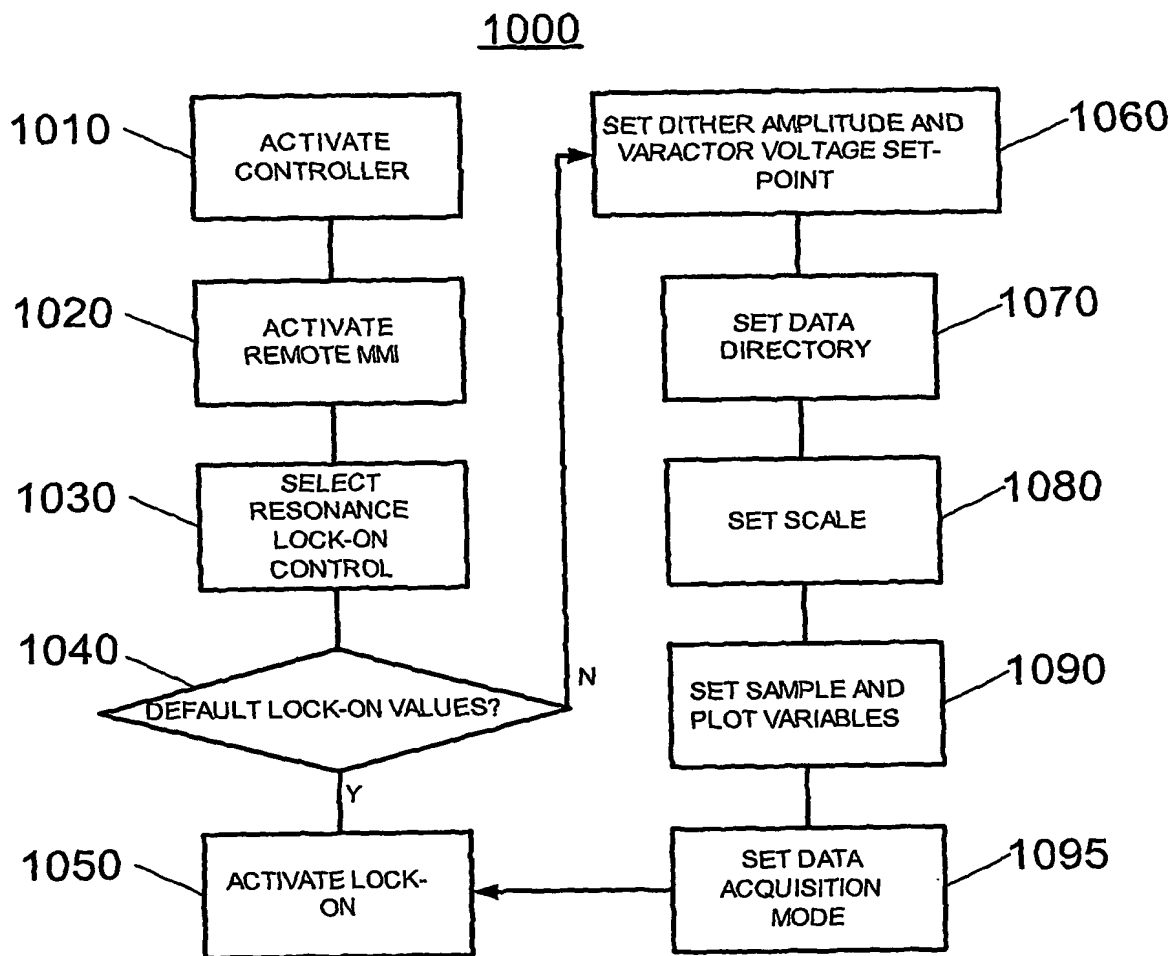 1000
1010
ACTIVATE
CONTROLLER
1020
ACTIVATE
REMOTE MMI
1030
SELECT
RESONANCE
LOCK-ON
CONTROL
1040
DEFAULT LOCK-ON VALUES?
N
Y
1050
ACTIVATE LOCK-
ON
SET DITHER AMPLITUDE AND
VARACTOR VOLTAGE SET-
POINT
1060
SET DATA
DIRECTORY
1070
SET SCALE
1080
SET SAMPLE AND
PLOT VARIABLES
1090
SET DATA
ACQUISITION
MODE
1095